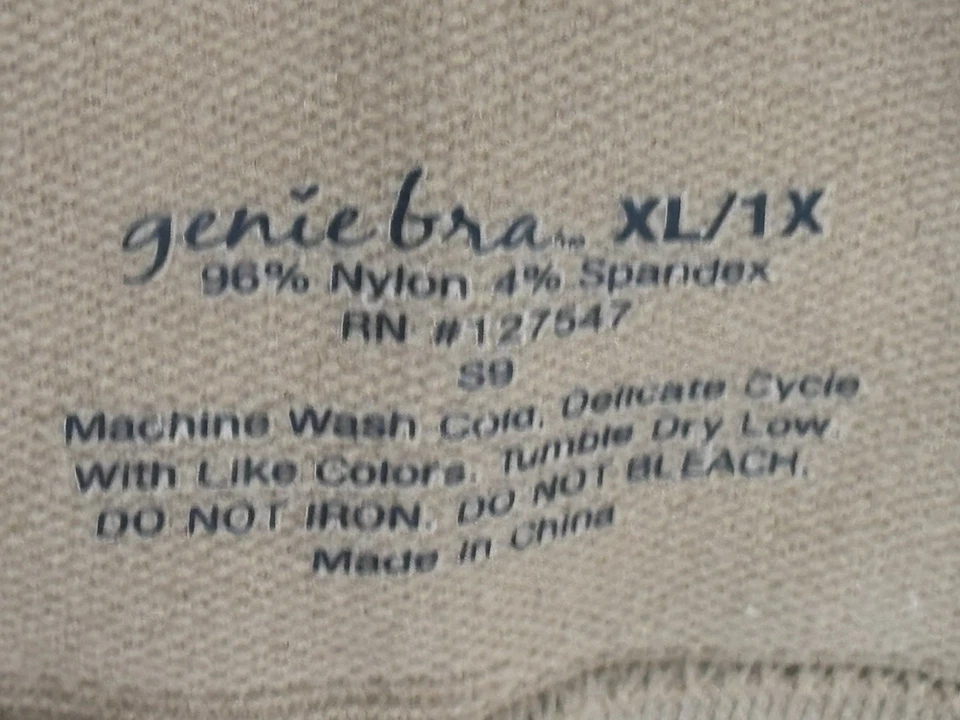 genie bra™ XL/1X
96% Nylon 4% Spandex
RN #127547
S9
Machine Wash Cold, Delicate Cycle
With Like Colors. Tumble Dry Low.
DO NOT IRON. DO NOT BLEACH.
Made in China